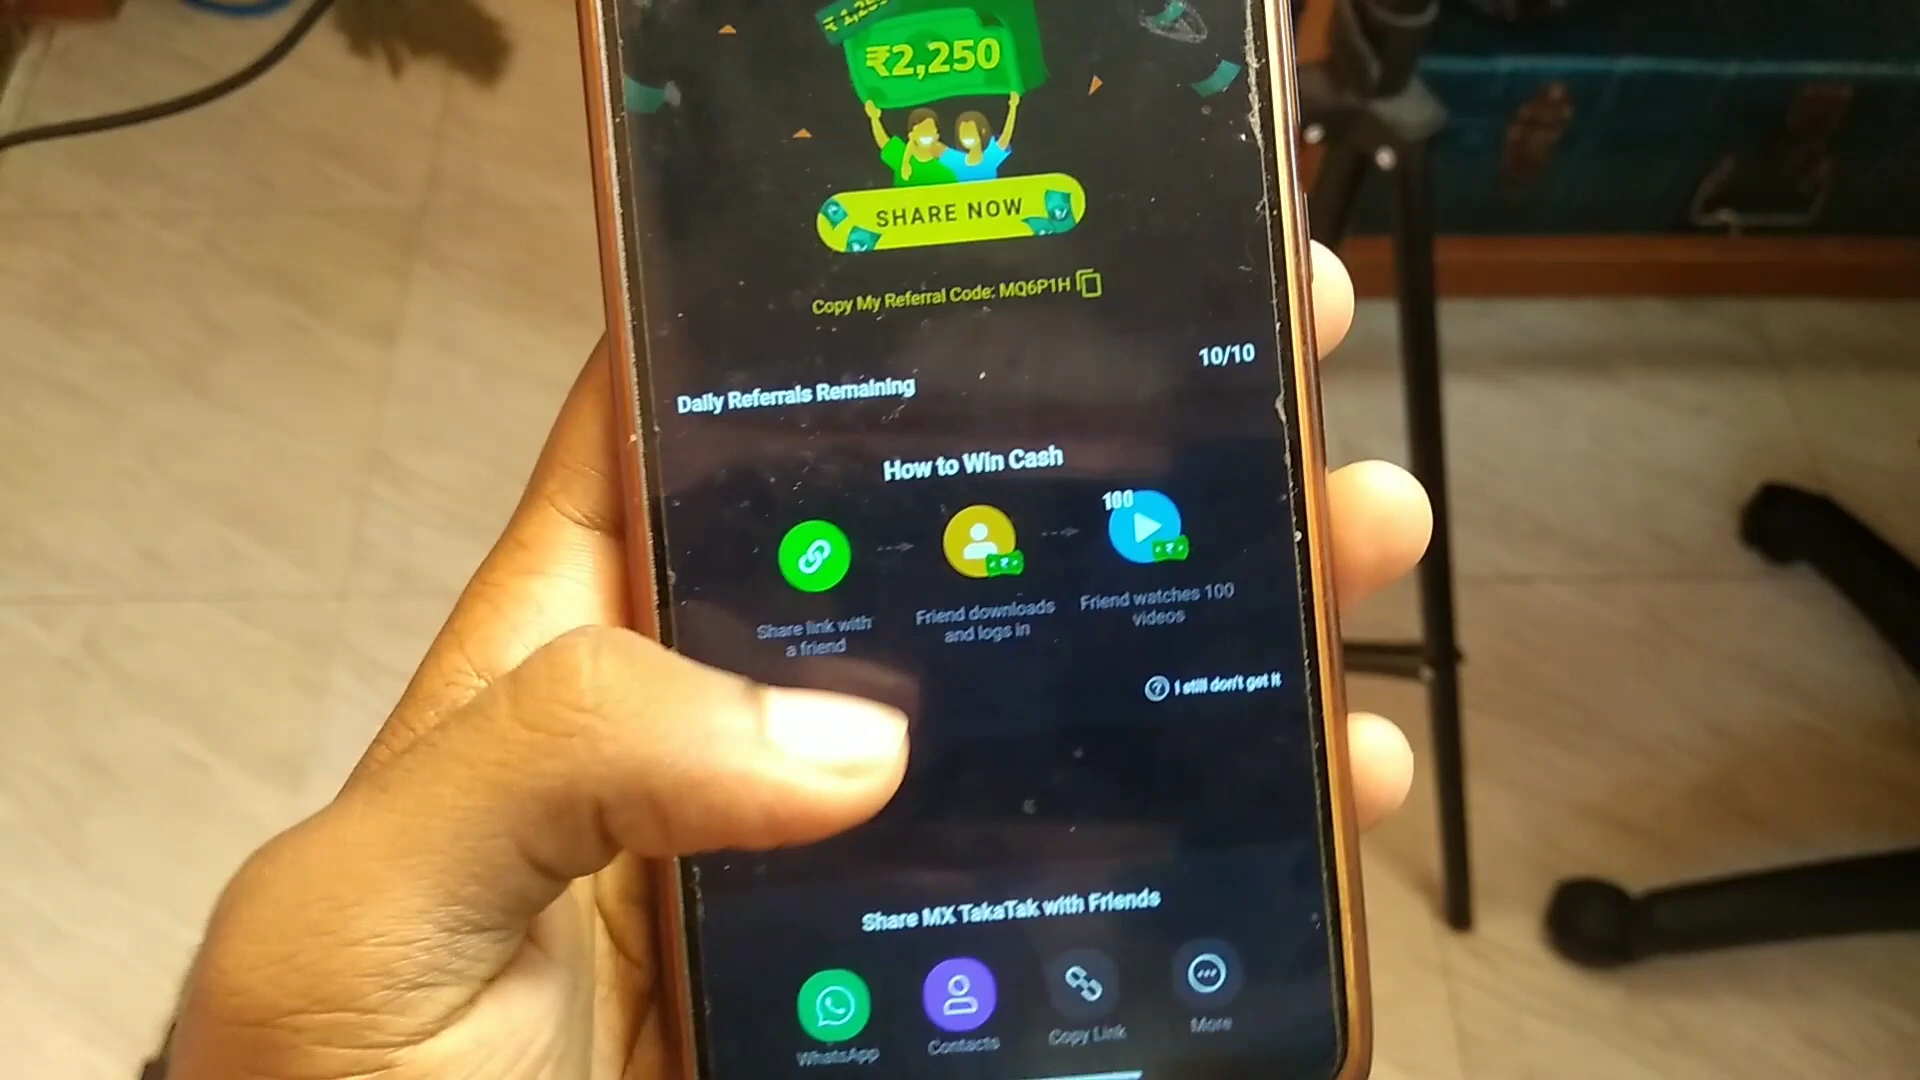 ₹2,250
SHARE NOW
Copy My Referral Code: MQ6P1H
10/10
Daily Referrals Remaining
How to Win Cash
100
Share link with
a friend
Friend downloads
and logs in
Friend watches 100
videos
I still don't get it
Share MX TakaTak with Friends
WhatsApp
Contacts
Copy Link
More